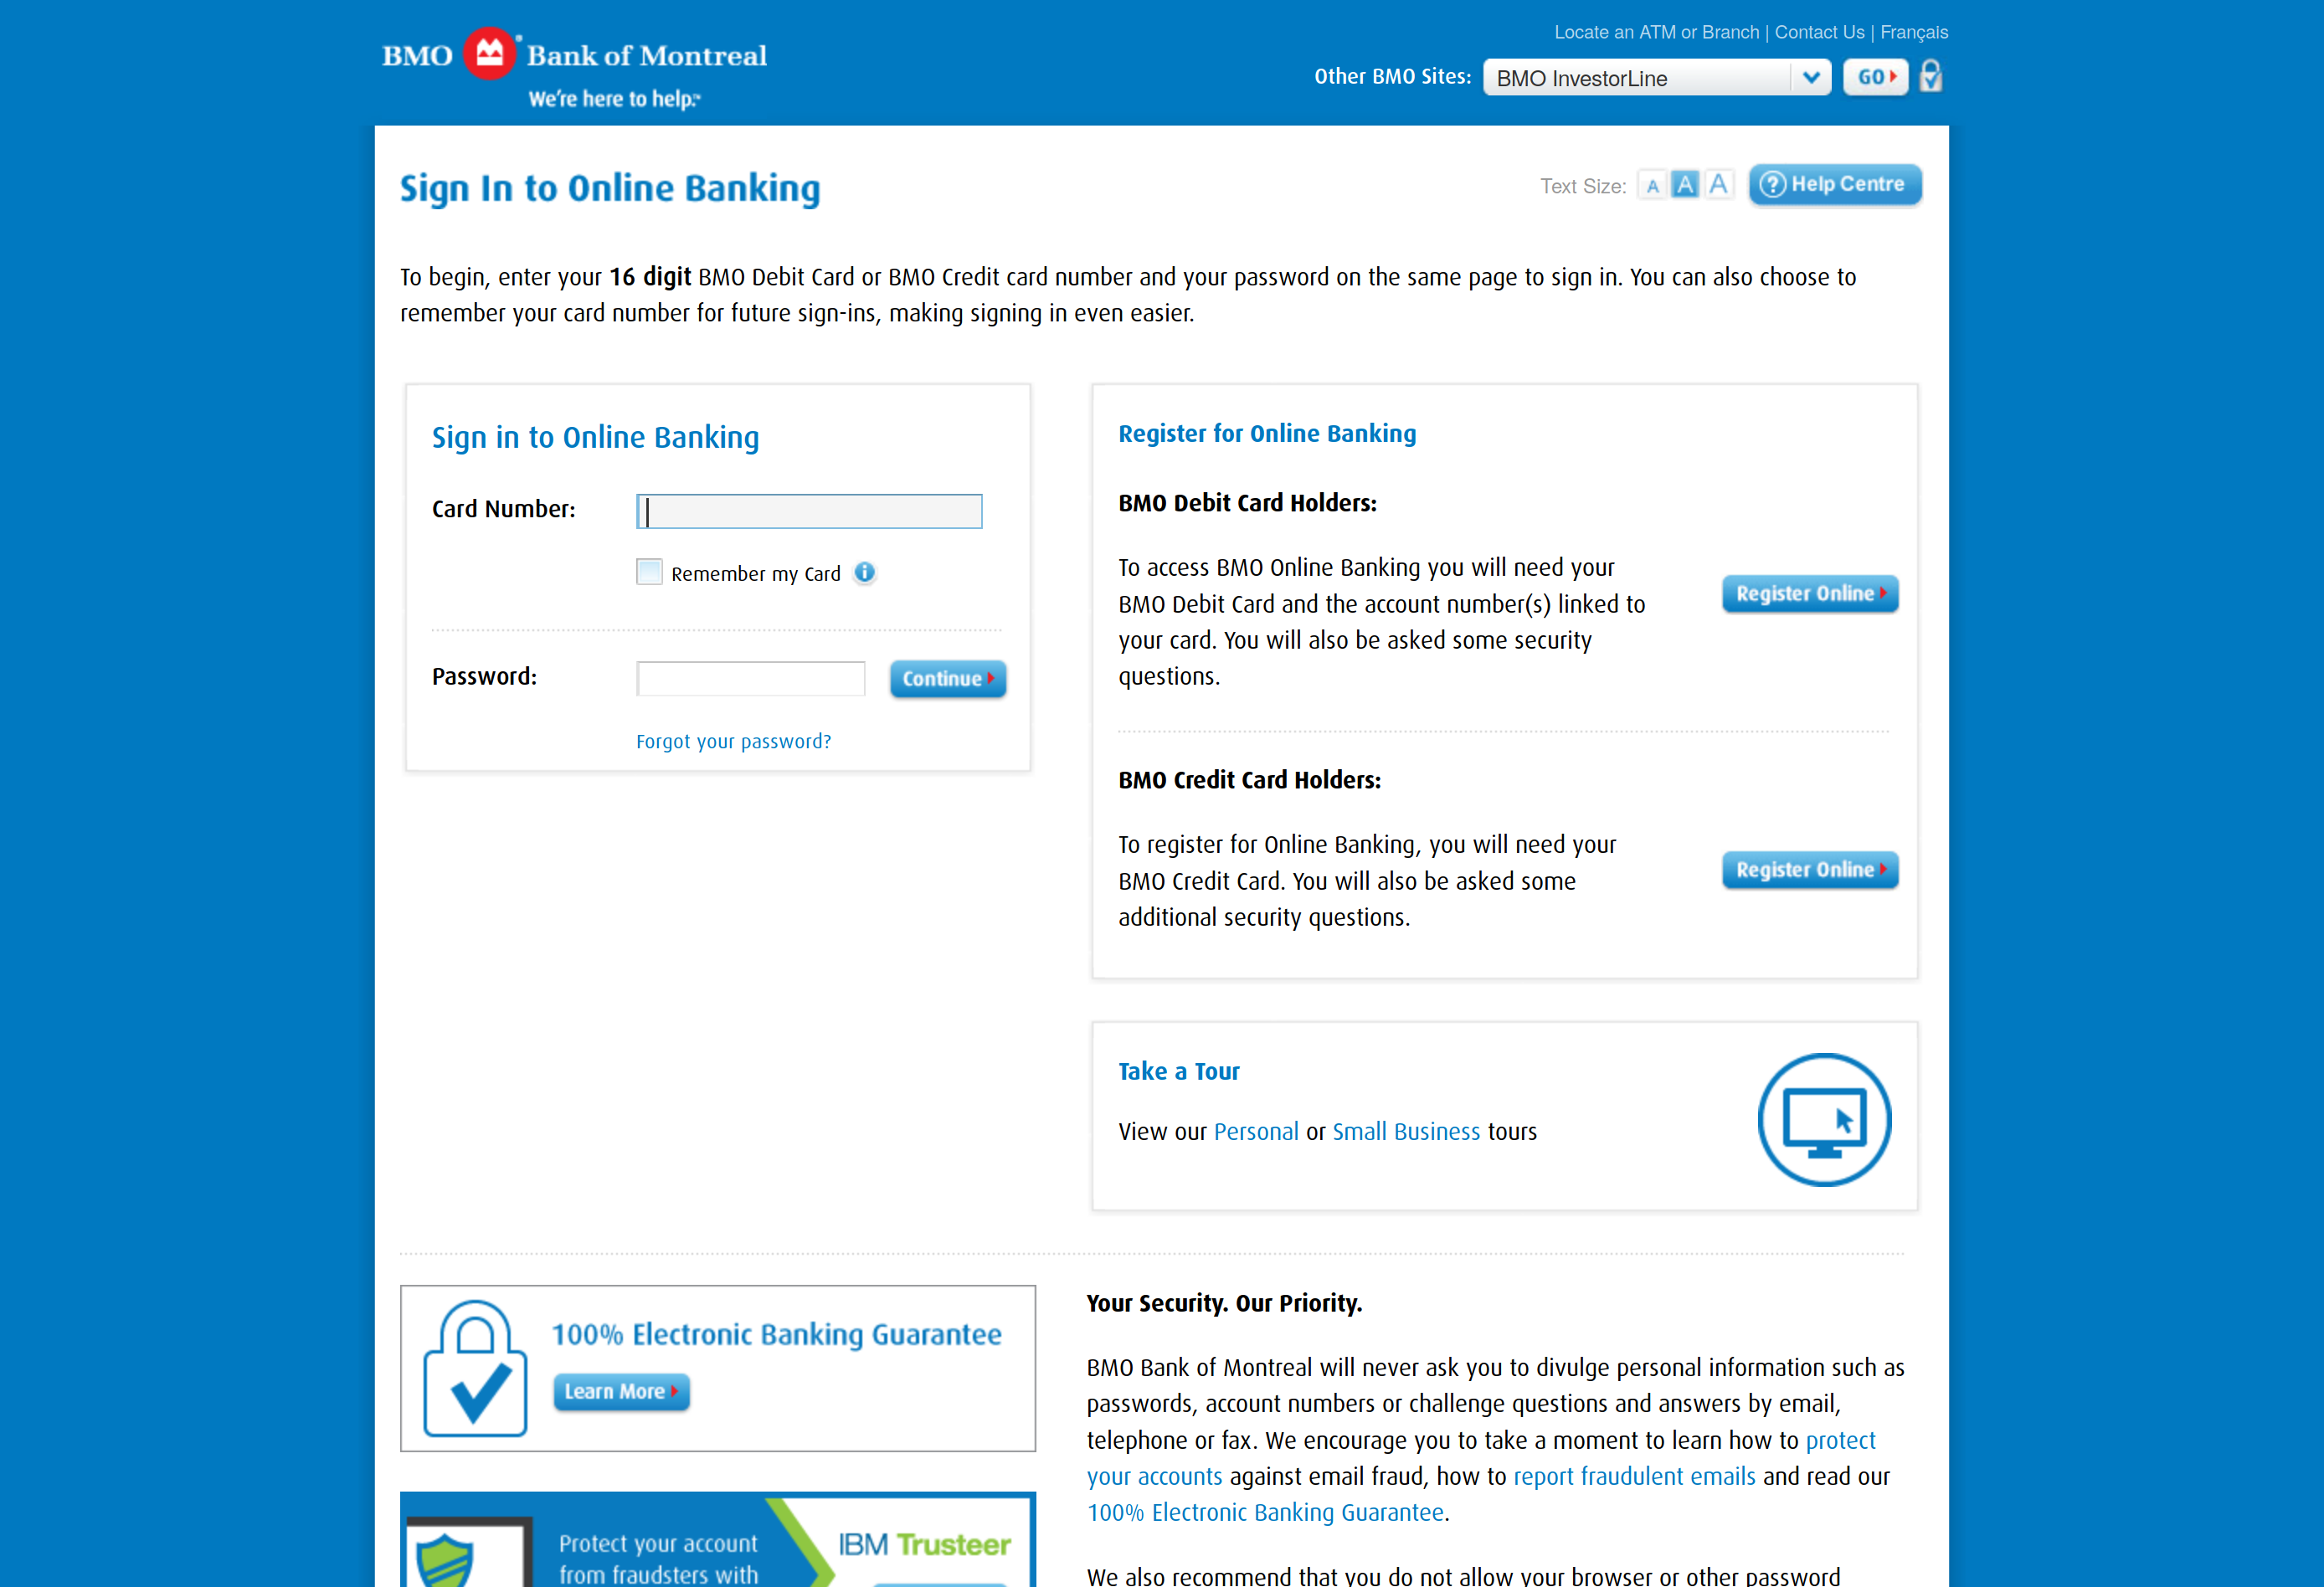 BMO Bank of Montreal
We're here to help.™
Locate an ATM or Branch | Contact Us | Français
Other BMO Sites: BMO InvestorLine GO
Sign In to Online Banking
Text Size: A A A ? Help Centre
To begin, enter your 16 digit BMO Debit Card or BMO Credit card number and your password on the same page to sign in. You can also choose to
remember your card number for future sign-ins, making signing in even easier.
Sign in to Online Banking
Card Number:
Remember my Card i
Password: Continue
Forgot your password?
Register for Online Banking
BMO Debit Card Holders:
To access BMO Online Banking you will need your
BMO Debit Card and the account number(s) linked to
your card. You will also be asked some security
questions.
Register Online
BMO Credit Card Holders:
To register for Online Banking, you will need your
BMO Credit Card. You will also be asked some
additional security questions.
Register Online
Take a Tour
View our Personal or Small Business tours
100% Electronic Banking Guarantee
Learn More
Protect your account
from fraudsters with
IBM Trusteer
Your Security. Our Priority.
BMO Bank of Montreal will never ask you to divulge personal information such as
passwords, account numbers or challenge questions and answers by email,
telephone or fax. We encourage you to take a moment to learn how to protect
your accounts against email fraud, how to report fraudulent emails and read our
100% Electronic Banking Guarantee.
We also recommend that you do not allow your browser or other password